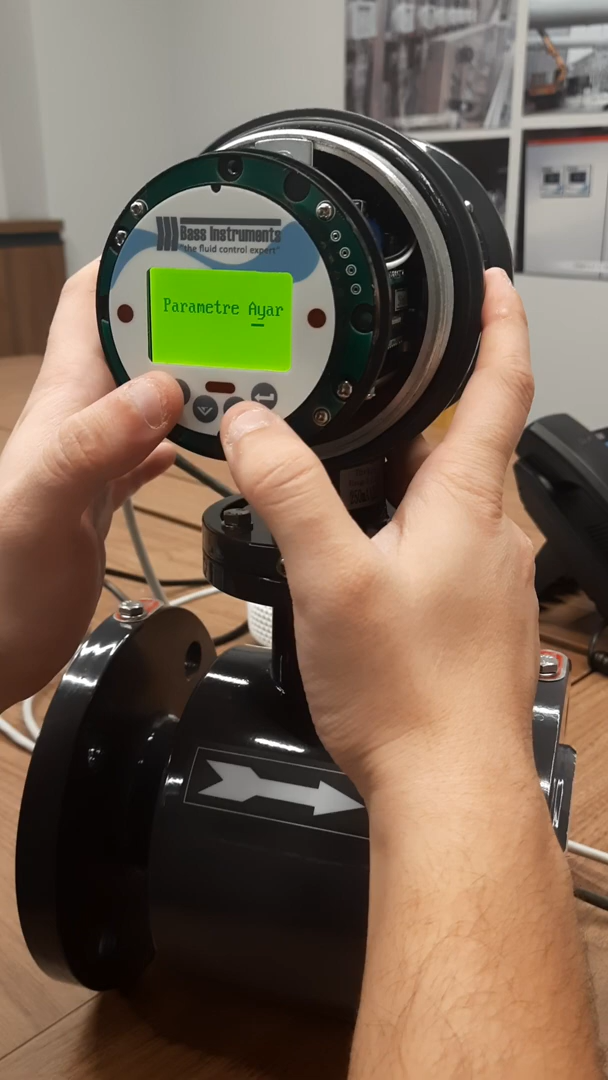 Bass Instruments
"the fluid control expert"
Parametre Ayar